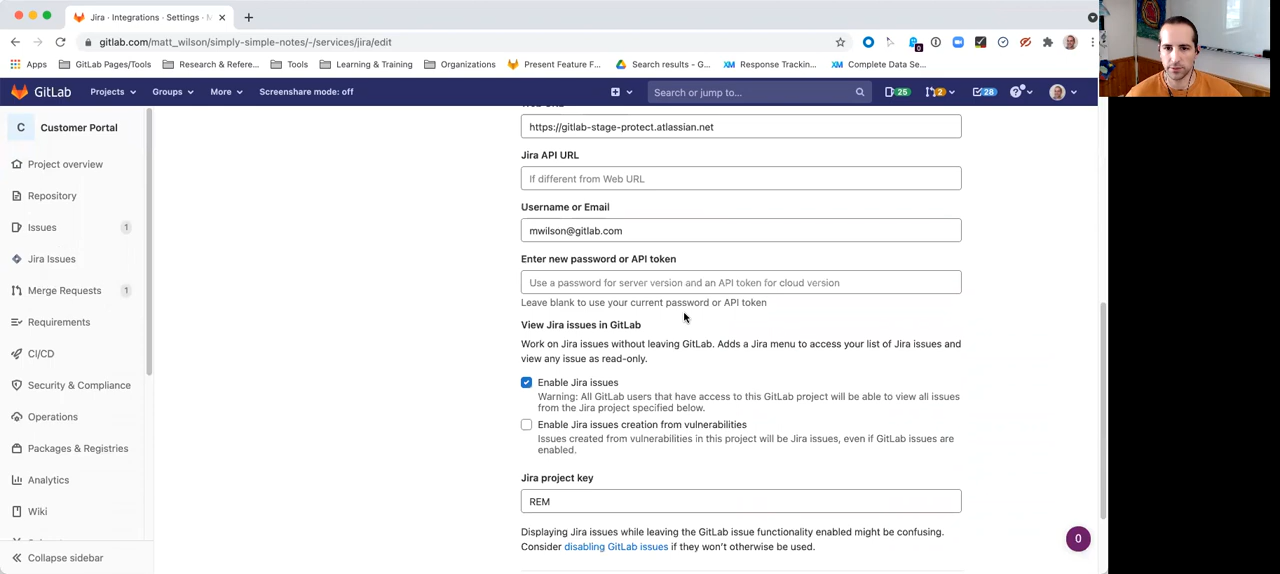 Jira · Integrations · Settings ·
gitlab.com/matt_wilson/simply-simple-notes/-/services/jira/edit
0
Apps
GitLab Pages/Tools
Research & Refere...
Tools
Learning & Training
Organizations
Present Feature F...
Search results - G...
XM Response Trackin...
XM Complete Data Se...
GitLab
Projects
Groups
More
Screenshare mode: off
Search or jump to...
25
2
28
C
Customer Portal
Project overview
Repository
Issues
1
Jira Issues
Merge Requests
1
Requirements
CI/CD
Security & Compliance
Operations
Packages & Registries
Analytics
Wiki
Collapse sidebar
https://gitlab-stage-protect.atlassian.net
Jira API URL
If different from Web URL
Username or Email
mwilson@gitlab.com
Enter new password or API token
Use a password for server version and an API token for cloud version
Leave blank to use your current password or API token
View Jira issues in GitLab
Work on Jira issues without leaving GitLab. Adds a Jira menu to access your list of Jira issues and
view any issue as read-only.
Enable Jira issues
Warning: All GitLab users that have access to this GitLab project will be able to view all issues
from the Jira project specified below.
Enable Jira issues creation from vulnerabilities
Issues created from vulnerabilities in this project will be Jira issues, even if GitLab issues are
enabled.
Jira project key
REM
Displaying Jira issues while leaving the GitLab issue functionality enabled might be confusing.
Consider disabling GitLab issues if they won't otherwise be used.
0